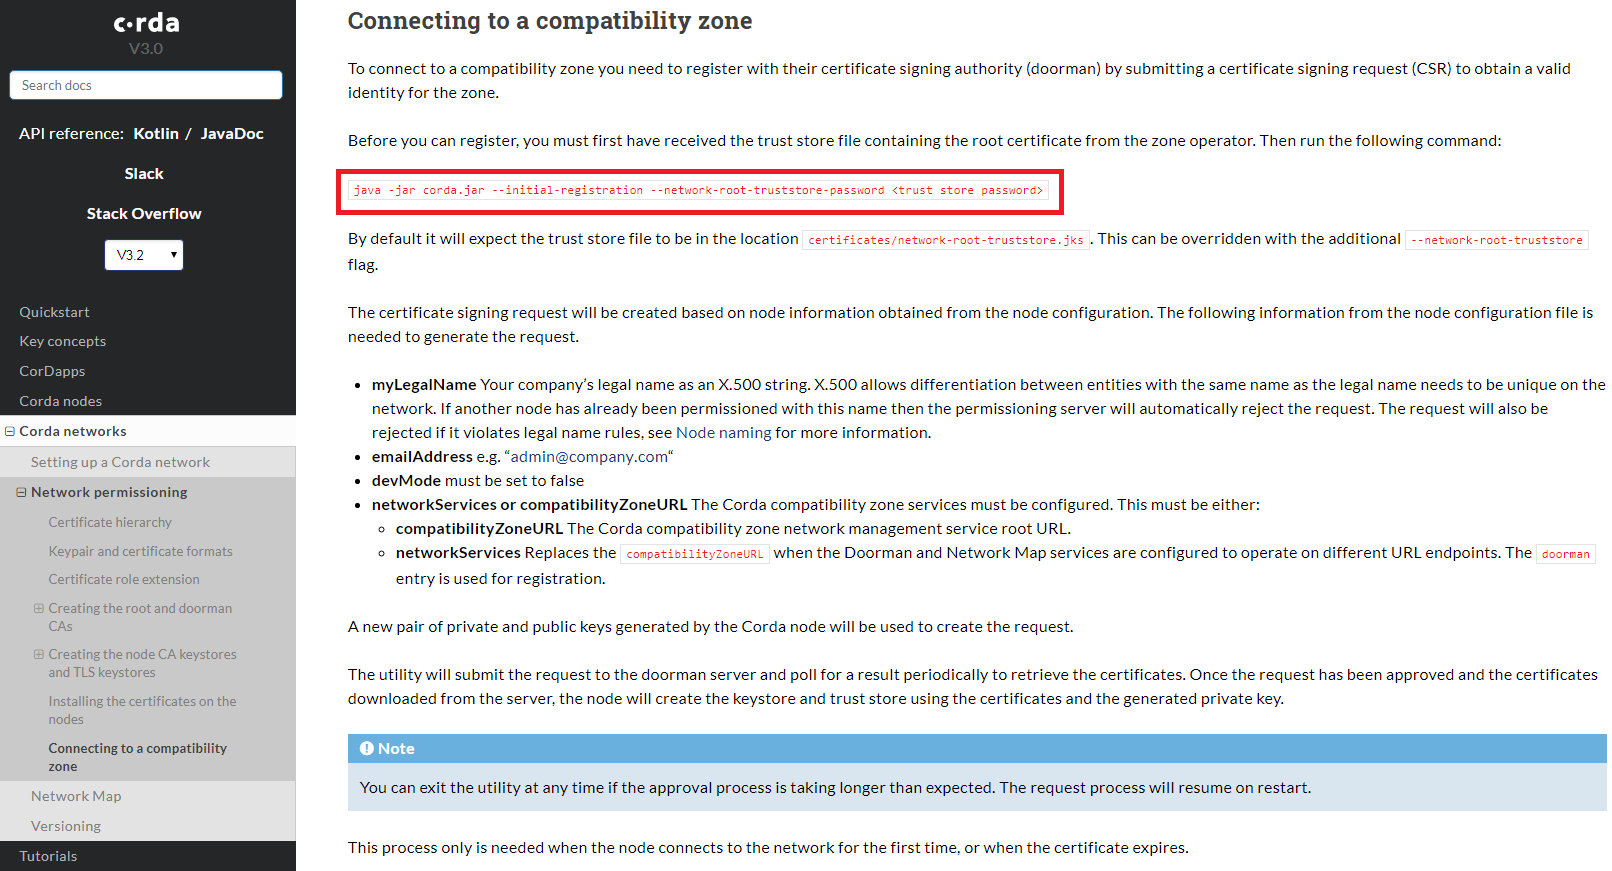 c·rda
V3.0
Search docs
API reference: Kotlin / JavaDoc
Slack
Stack Overflow
V3.2
Quickstart
Key concepts
CorDapps
Corda nodes
Corda networks
Setting up a Corda network
Network permissioning
Certificate hierarchy
Keypair and certificate formats
Certificate role extension
Creating the root and doorman
CAs
Creating the node CA keystores
and TLS keystores
Installing the certificates on the
nodes
Connecting to a compatibility
zone
Network Map
Versioning
Tutorials
Connecting to a compatibility zone
To connect to a compatibility zone you need to register with their certificate signing authority (doorman) by submitting a certificate signing request (CSR) to obtain a valid
identity for the zone.
Before you can register, you must first have received the trust store file containing the root certificate from the zone operator. Then run the following command:
java -jar corda.jar --initial-registration --network-root-truststore-password <trust store password>
By default it will expect the trust store file to be in the location certificates/network-root-truststore.jks. This can be overridden with the additional --network-root-truststore
flag.
The certificate signing request will be created based on node information obtained from the node configuration. The following information from the node configuration file is
needed to generate the request.
• myLegalName Your company’s legal name as an X.500 string. X.500 allows differentiation between entities with the same name as the legal name needs to be unique on the
network. If another node has already been permissioned with this name then the permissioning server will automatically reject the request. The request will also be
rejected if it violates legal name rules, see Node naming for more information.
• emailAddress e.g. “admin@company.com“
• devMode must be set to false
• networkServices or compatibilityZoneURL The Corda compatibility zone services must be configured. This must be either:
◦ compatibilityZoneURL The Corda compatibility zone network management service root URL.
◦ networkServices Replaces the compatibilityZoneURL when the Doorman and Network Map services are configured to operate on different URL endpoints. The doorman
entry is used for registration.
A new pair of private and public keys generated by the Corda node will be used to create the request.
The utility will submit the request to the doorman server and poll for a result periodically to retrieve the certificates. Once the request has been approved and the certificates
downloaded from the server, the node will create the keystore and trust store using the certificates and the generated private key.
Note
You can exit the utility at any time if the approval process is taking longer than expected. The request process will resume on restart.
This process only is needed when the node connects to the network for the first time, or when the certificate expires.